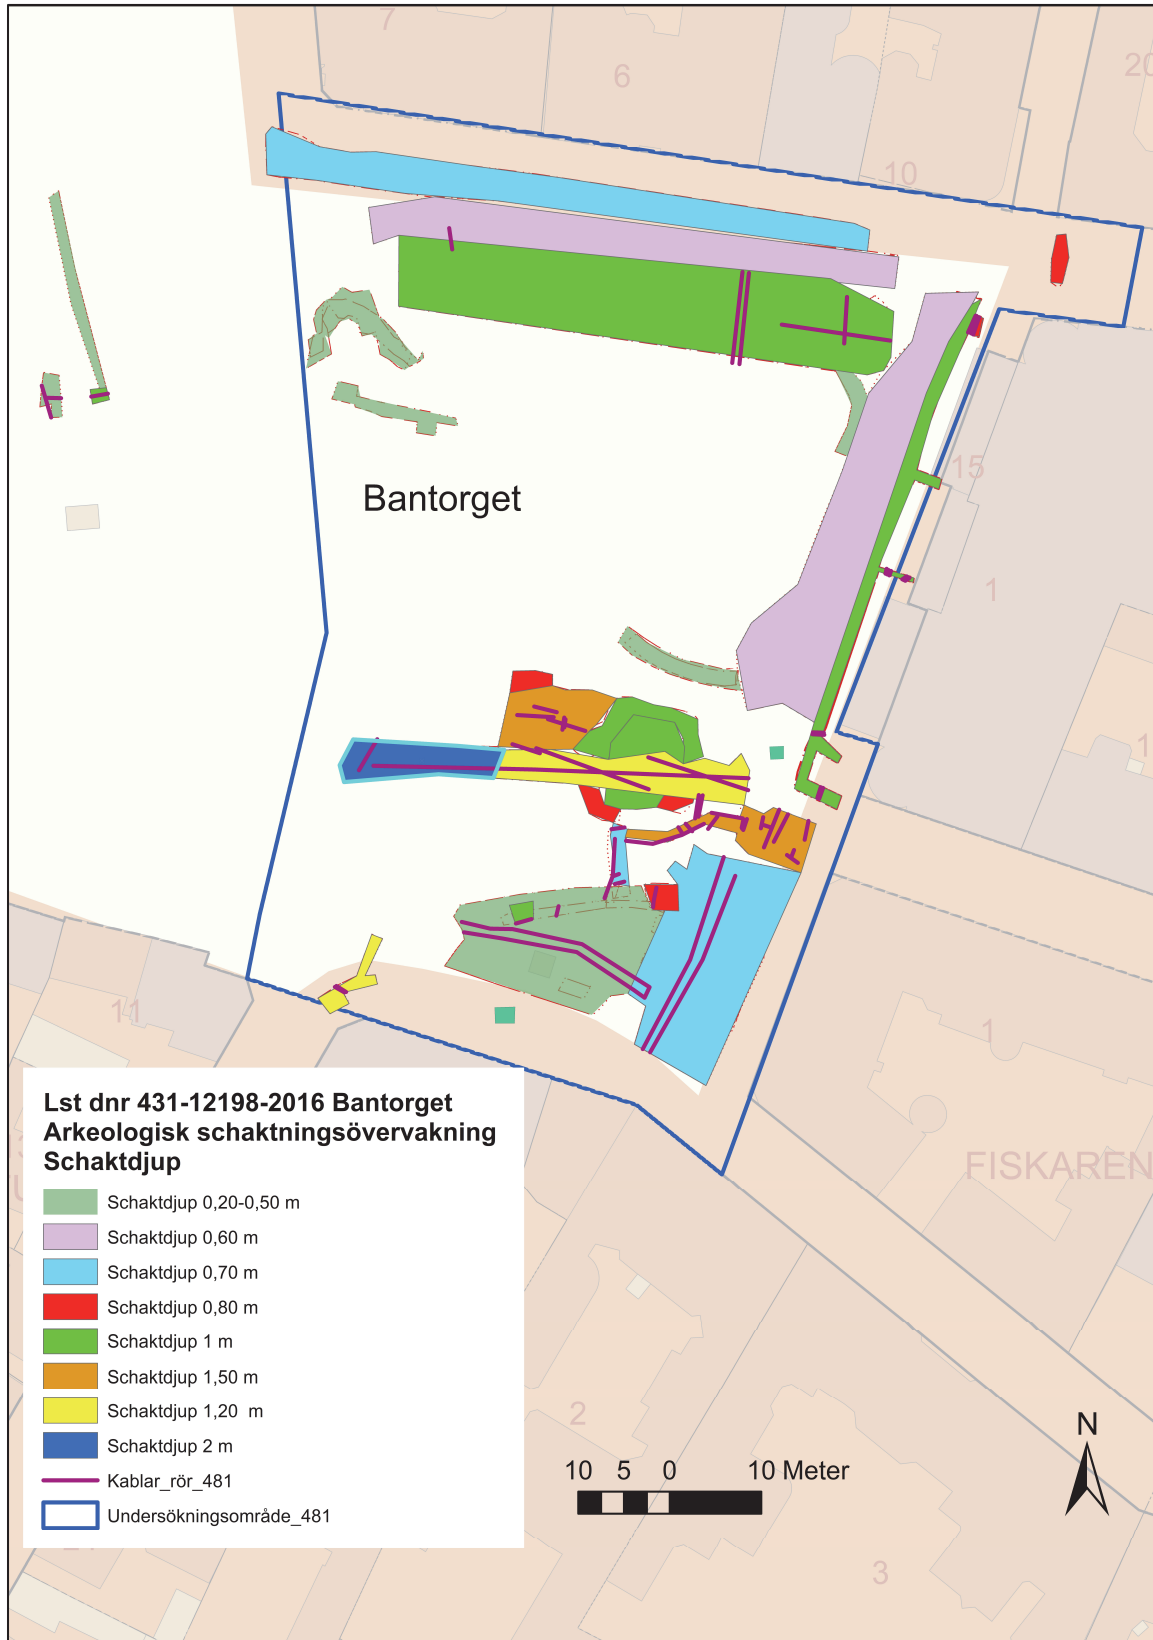 7
6
20
10
Bantorget
15
1
1
11
1
FISKAREN
Lst dnr 431-12198-2016 Bantorget
Arkeologisk schaktningsövervakning
Schaktdjup
Schaktdjup 0,20-0,50 m
Schaktdjup 0,60 m
Schaktdjup 0,70 m
Schaktdjup 0,80 m
Schaktdjup 1 m
Schaktdjup 1,50 m
Schaktdjup 1,20 m
Schaktdjup 2 m
Kablar_rör_481
Undersökningsområde_481
2
N
10 5 0 10 Meter
3